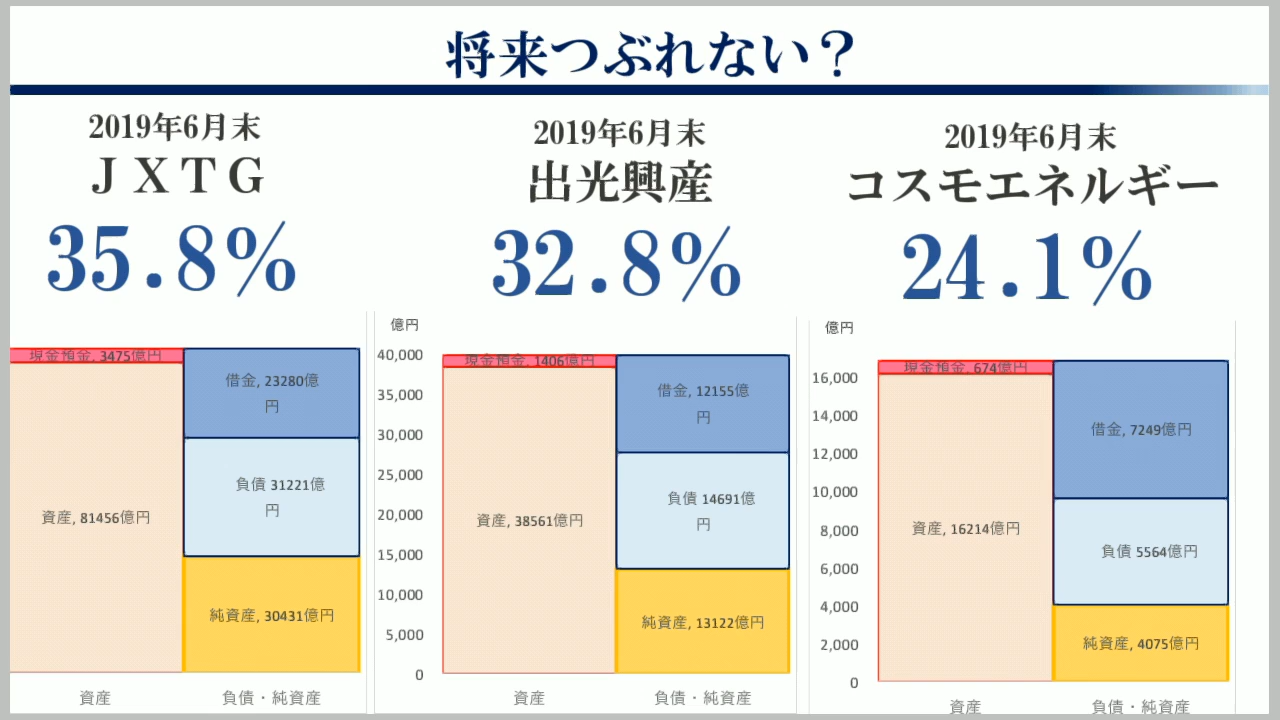 将来つぶれない？
2019年6月末
ＪＸＴＧ
35.8%
現金預金, 3475億円
資産, 81456億円
借金, 23280億
円
負債 31221億
円
純資産, 30431億円
資産
負債・純資産
2019年6月末
出光興産
32.8%
億円
40,000
35,000
30,000
25,000
20,000
15,000
10,000
5,000
0
現金預金, 1406億円
資産, 38561億円
借金, 12155億
円
負債 14691億
円
純資産, 13122億円
資産
負債・純資産
2019年6月末
コスモエネルギー
24.1%
億円
16,000
14,000
12,000
10,000
8,000
6,000
4,000
2,000
0
現金預金, 674億円
資産, 16214億円
借金, 7249億円
負債 5564億円
純資産, 4075億円
資産
負債・純資産